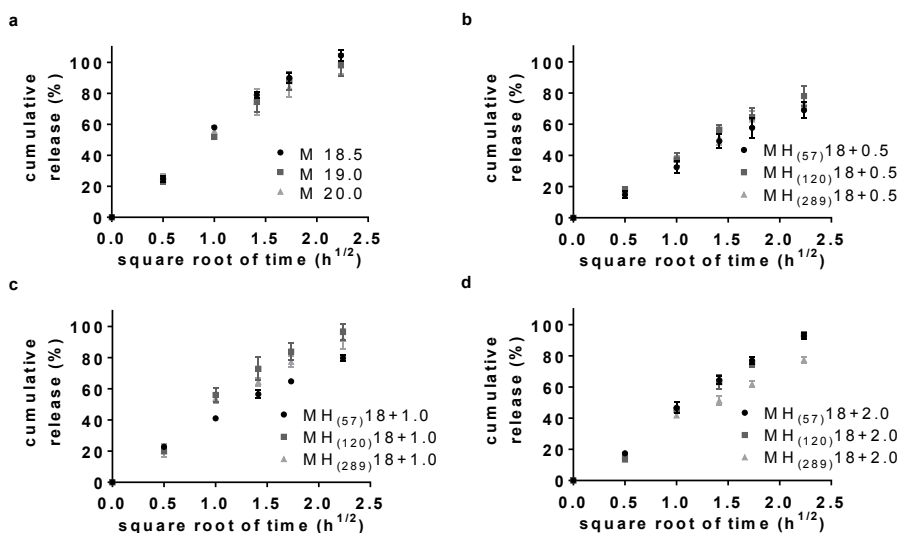 a
cumulative
release (%)
100
80
60
40
20
0
M 18.5
M 19.0
M 20.0
0.0 0.5 1.0 1.5 2.0 2.5
square root of time (h^1/2)
b
cumulative
release (%)
100
80
60
40
20
0
MH(57)18+0.5
MH(120)18+0.5
MH(289)18+0.5
0.0 0.5 1.0 1.5 2.0 2.5
square root of time (h^1/2)
c
cumulative
release (%)
100
80
60
40
20
0
MH(57)18+1.0
MH(120)18+1.0
MH(289)18+1.0
0.0 0.5 1.0 1.5 2.0 2.5
square root of time (h^1/2)
d
cumulative
release (%)
100
80
60
40
20
0
MH(57)18+2.0
MH(120)18+2.0
MH(289)18+2.0
0.0 0.5 1.0 1.5 2.0 2.5
square root of time (h^1/2)